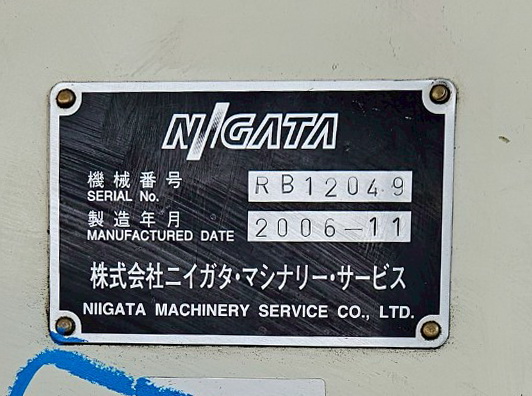 NIIGATA
機械番号
SERIAL No. RB12049
製造年月
MANUFACTURED DATE 2006-11
株式会社ニイガタ・マシナリー・サービス
NIIGATA MACHINERY SERVICE CO., LTD.